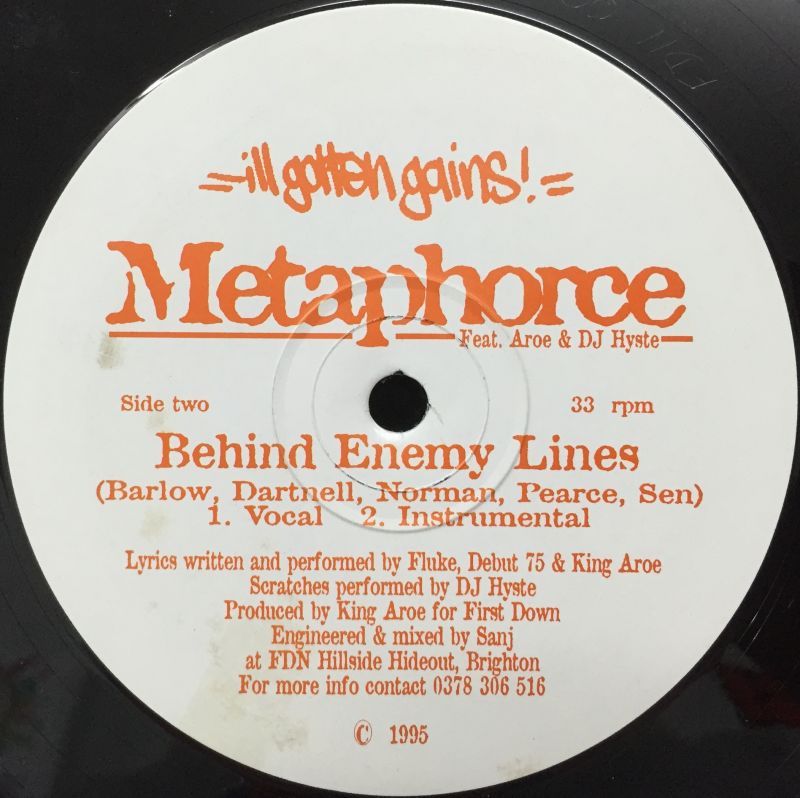 =ill gotten gains!=
Metaphorce
Feat. Aroe & DJ Hyste
Side two 33 rpm
Behind Enemy Lines
(Barlow, Dartnell, Norman, Pearce, Sen)
1. Vocal 2. Instrumental
Lyrics written and performed by Fluke, Debut 75 & King Aroe
Scratches performed by DJ Hyste
Produced by King Aroe for First Down
Engineered & mixed by Sanj
at FDN Hillside Hideout, Brighton
For more info contact 0378 306 516
© 1995